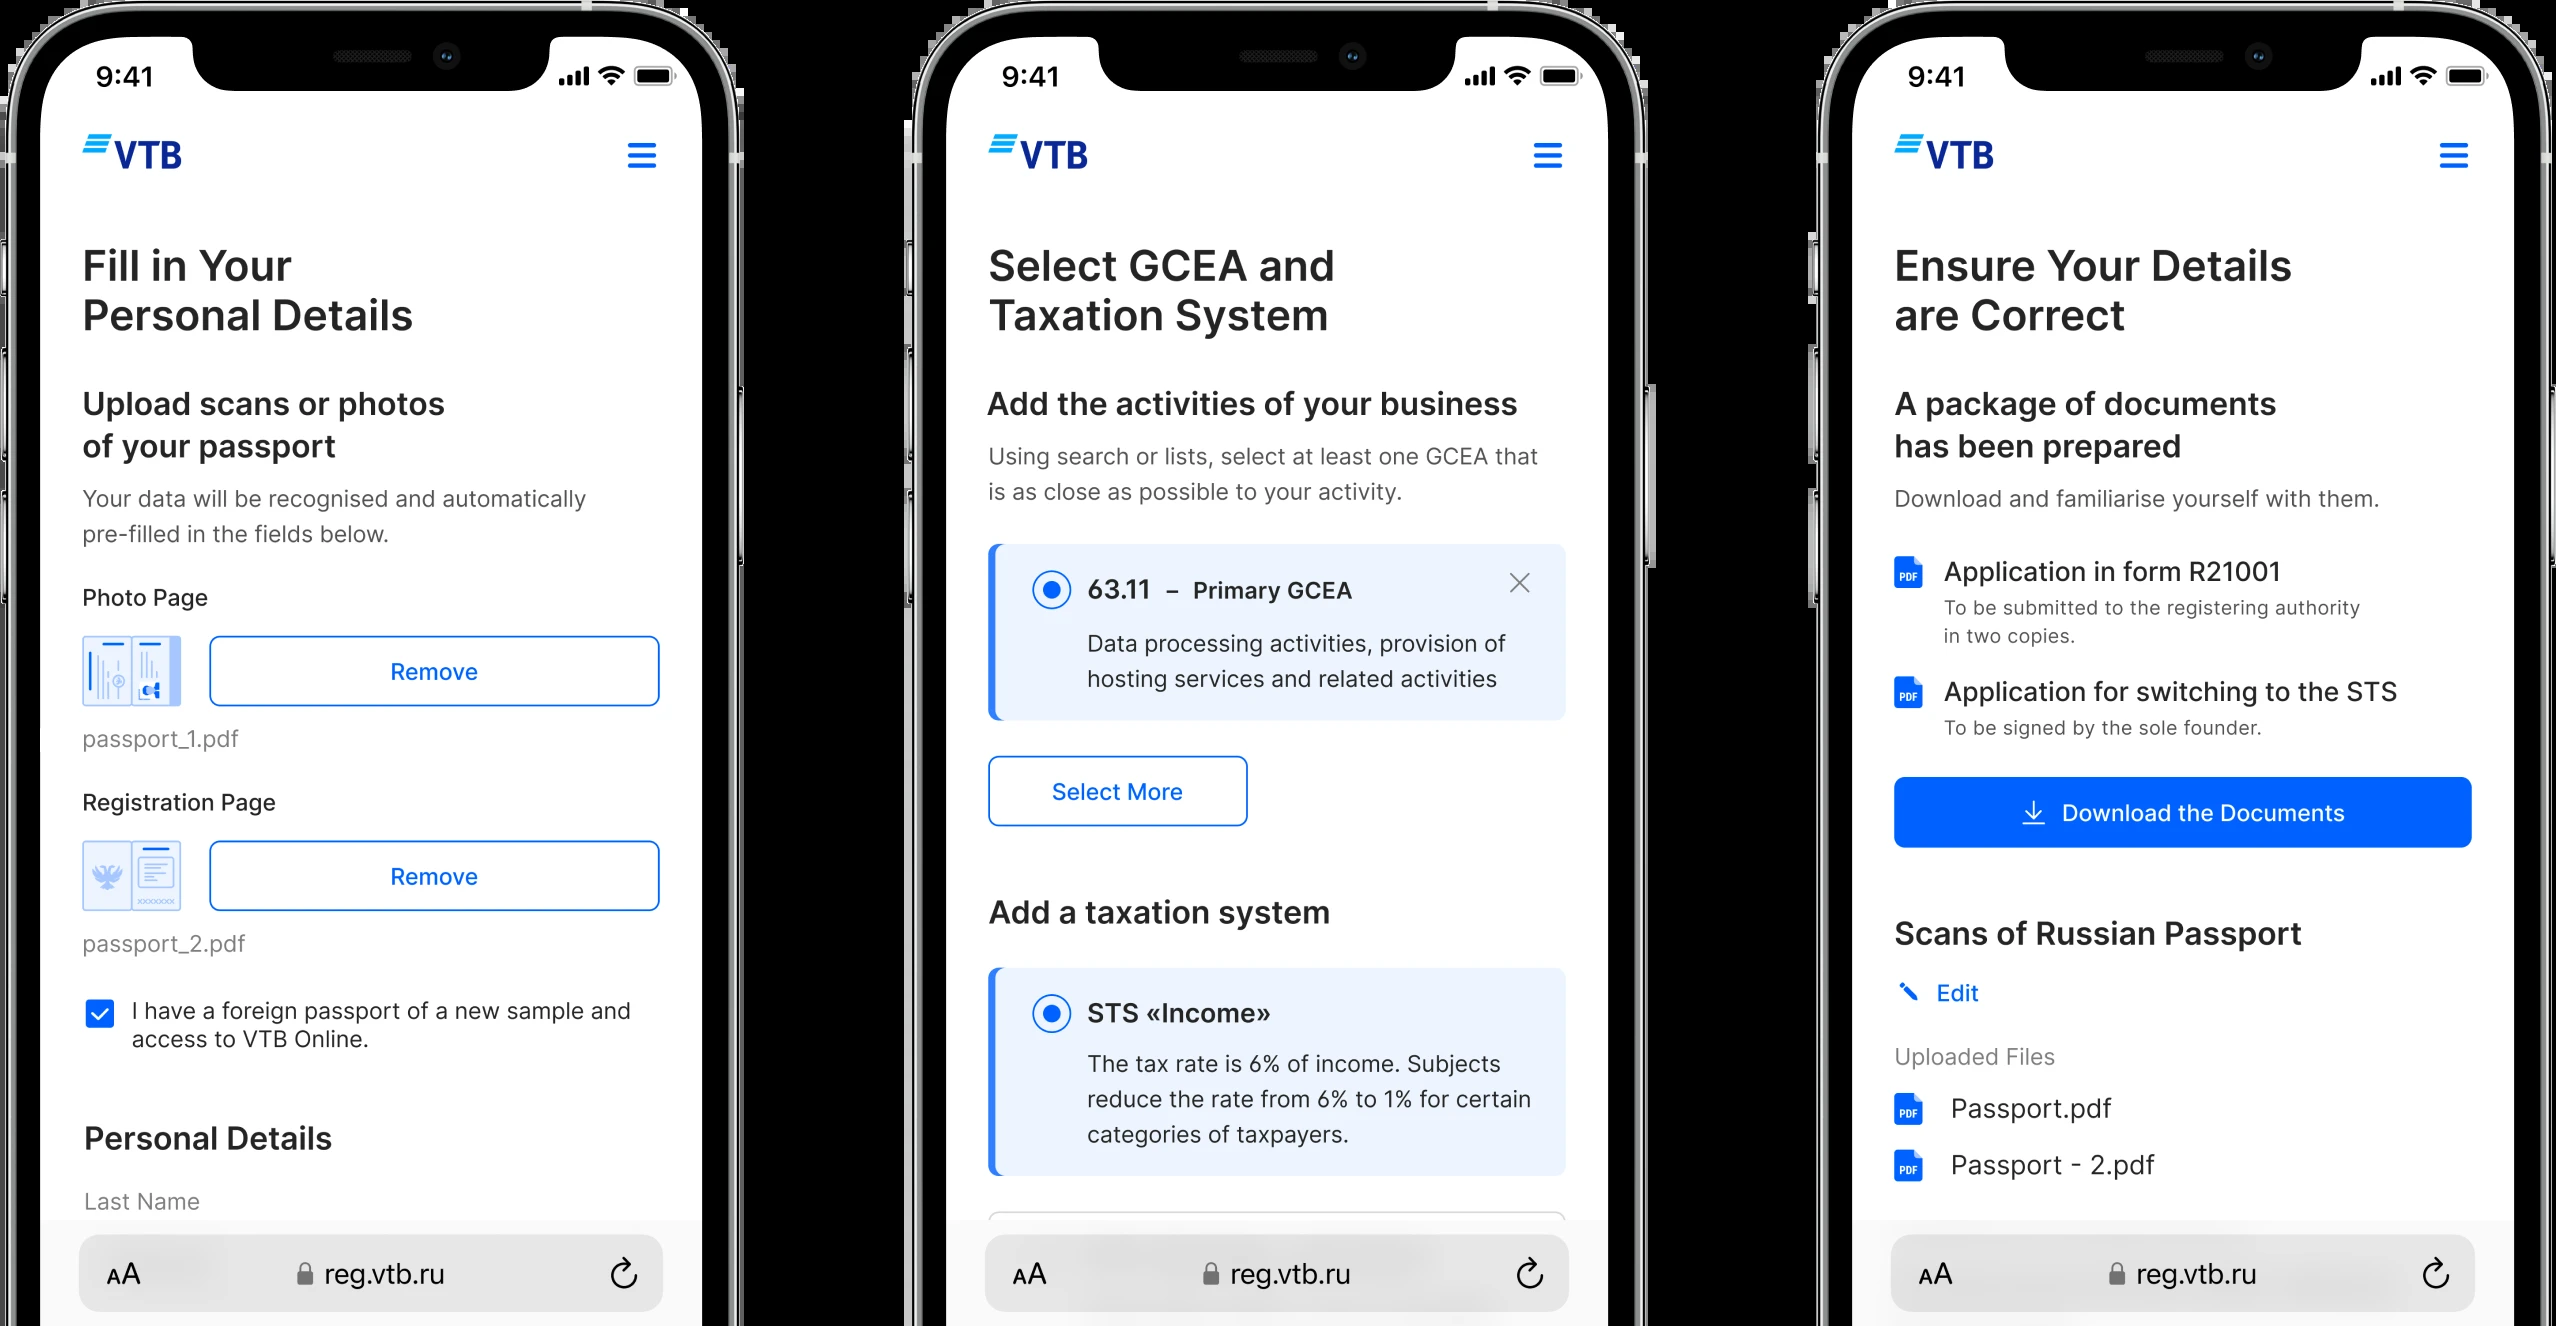 9:41
VTB
Fill in Your
Personal Details
Upload scans or photos
of your passport
Your data will be recognised and automatically
pre-filled in the fields below.
Photo Page
Remove
passport_1.pdf
Registration Page
Remove
passport_2.pdf
I have a foreign passport of a new sample and
access to VTB Online.
Personal Details
Last Name
AA
reg.vtb.ru
9:41
VTB
Select GCEA and
Taxation System
Add the activities of your business
Using search or lists, select at least one GCEA that
is as close as possible to your activity.
63.11 – Primary GCEA
Data processing activities, provision of
hosting services and related activities
Select More
Add a taxation system
STS «Income»
The tax rate is 6% of income. Subjects
reduce the rate from 6% to 1% for certain
categories of taxpayers.
AA
reg.vtb.ru
9:41
VTB
Ensure Your Details
are Correct
A package of documents
has been prepared
Download and familiarise yourself with them.
PDF
Application in form R21001
To be submitted to the registering authority
in two copies.
PDF
Application for switching to the STS
To be signed by the sole founder.
Download the Documents
Scans of Russian Passport
Edit
Uploaded Files
PDF
Passport.pdf
PDF
Passport - 2.pdf
AA
reg.vtb.ru